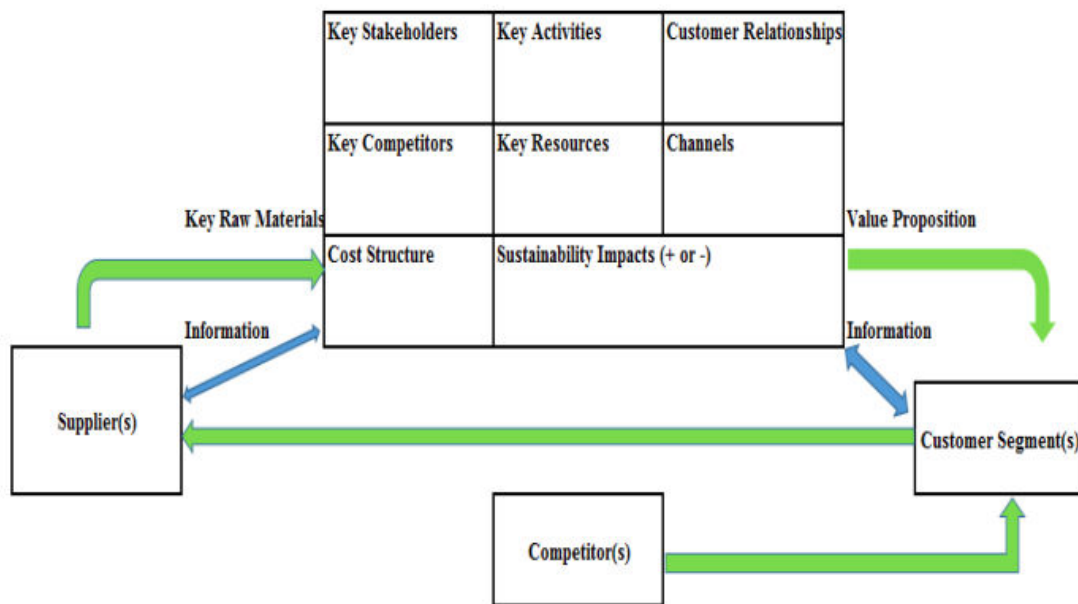 Key Stakeholders
Key Activities
Customer Relationships
Key Competitors
Key Resources
Channels
Key Raw Materials
Value Proposition
Cost Structure
Sustainability Impacts (+ or -)
Information
Information
Supplier(s)
Customer Segment(s)
Competitor(s)